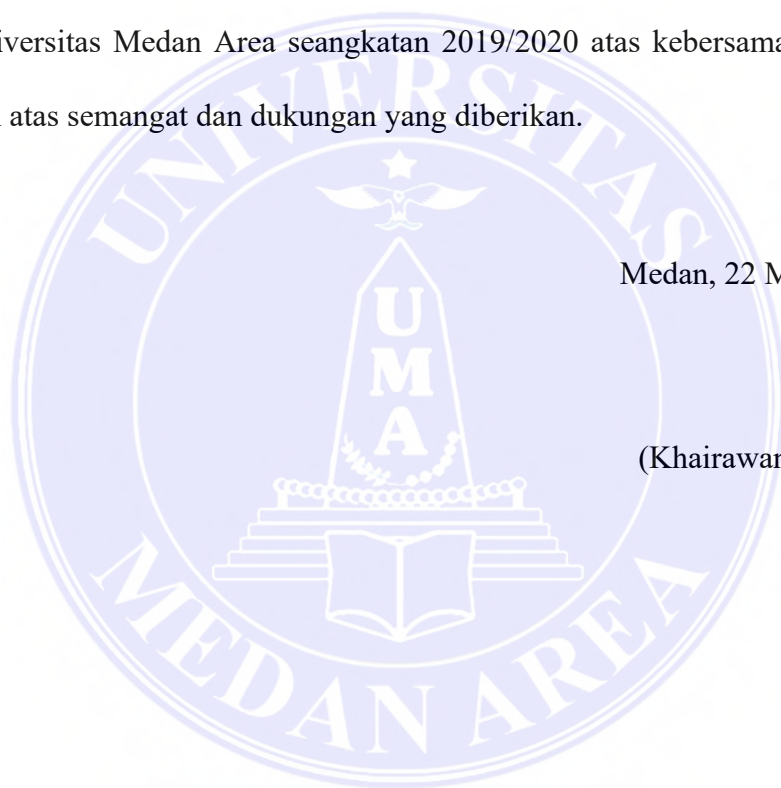 iversitas Medan Area seangkatan 2019/2020 atas kebersama
atas semangat dan dukungan yang diberikan.
UNIVERSITAS
Medan, 22 M
U
M
A
(Khairawan
MEDAN AREA